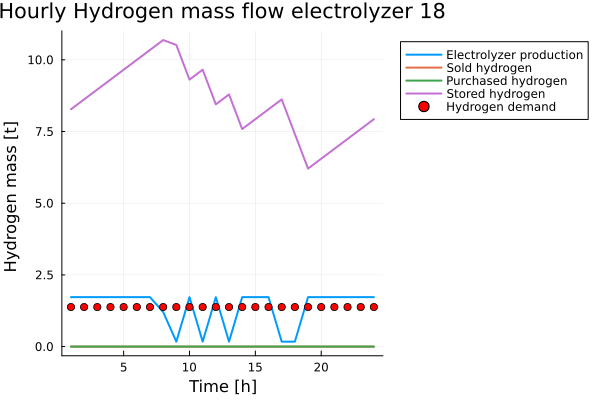 Hourly Hydrogen mass flow electrolyzer 18
Electrolyzer production
Sold hydrogen
Purchased hydrogen
Stored hydrogen
Hydrogen demand
Hydrogen mass [t]
10.0
7.5
5.0
2.5
0.0
5 10 15 20
Time [h]